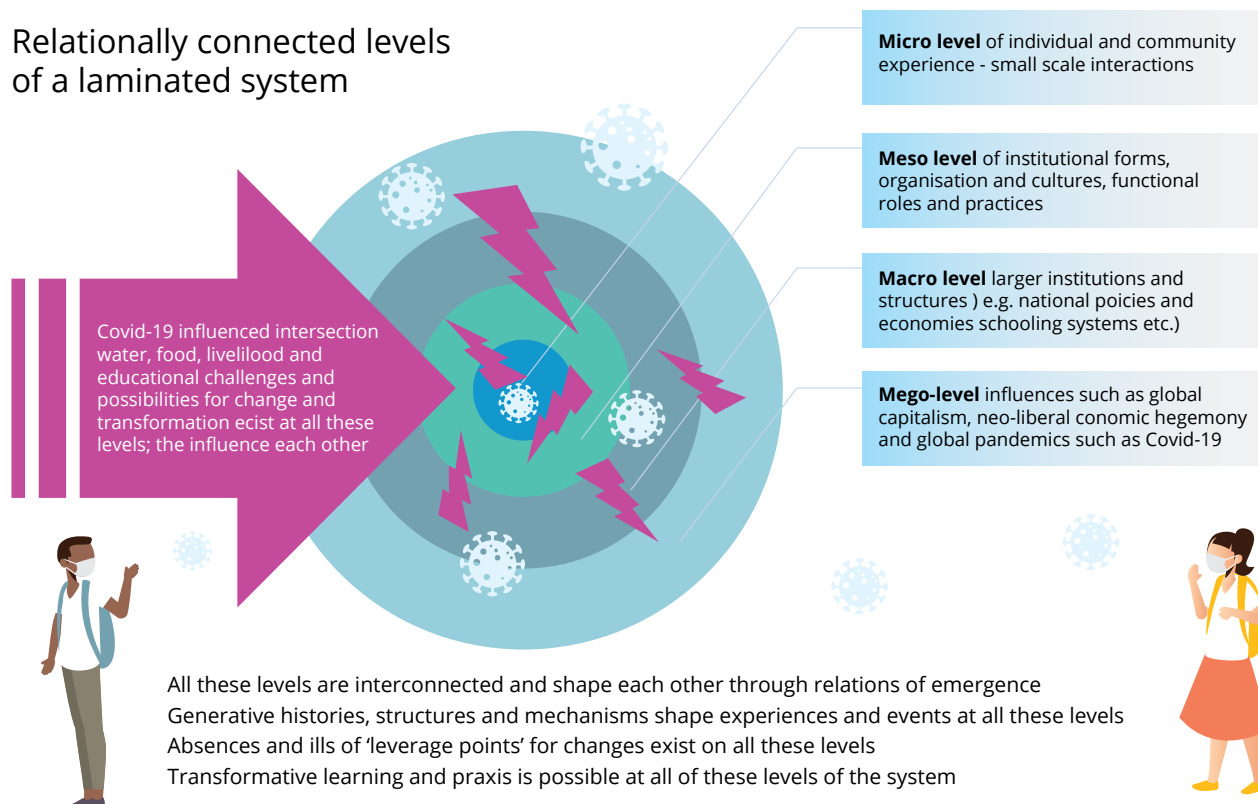 Relationally connected levels
of a laminated system
Micro level of individual and community
experience - small scale interactions
Meso level of institutional forms,
organisation and cultures, functional
roles and practices
Macro level larger institutions and
structures ) e.g. national poicies and
economies schooling systems etc.)
Mego-level influences such as global
capitalism, neo-liberal conomic hegemony
and global pandemics such as Covid-19
Covid-19 influenced intersection
water, food, livelilood and
educational challenges and
possibilities for change and
transformation ecist at all these
levels; the influence each other
All these levels are interconnected and shape each other through relations of emergence
Generative histories, structures and mechanisms shape experiences and events at all these levels
Absences and ills of ‘leverage points’ for changes exist on all these levels
Transformative learning and praxis is possible at all of these levels of the system